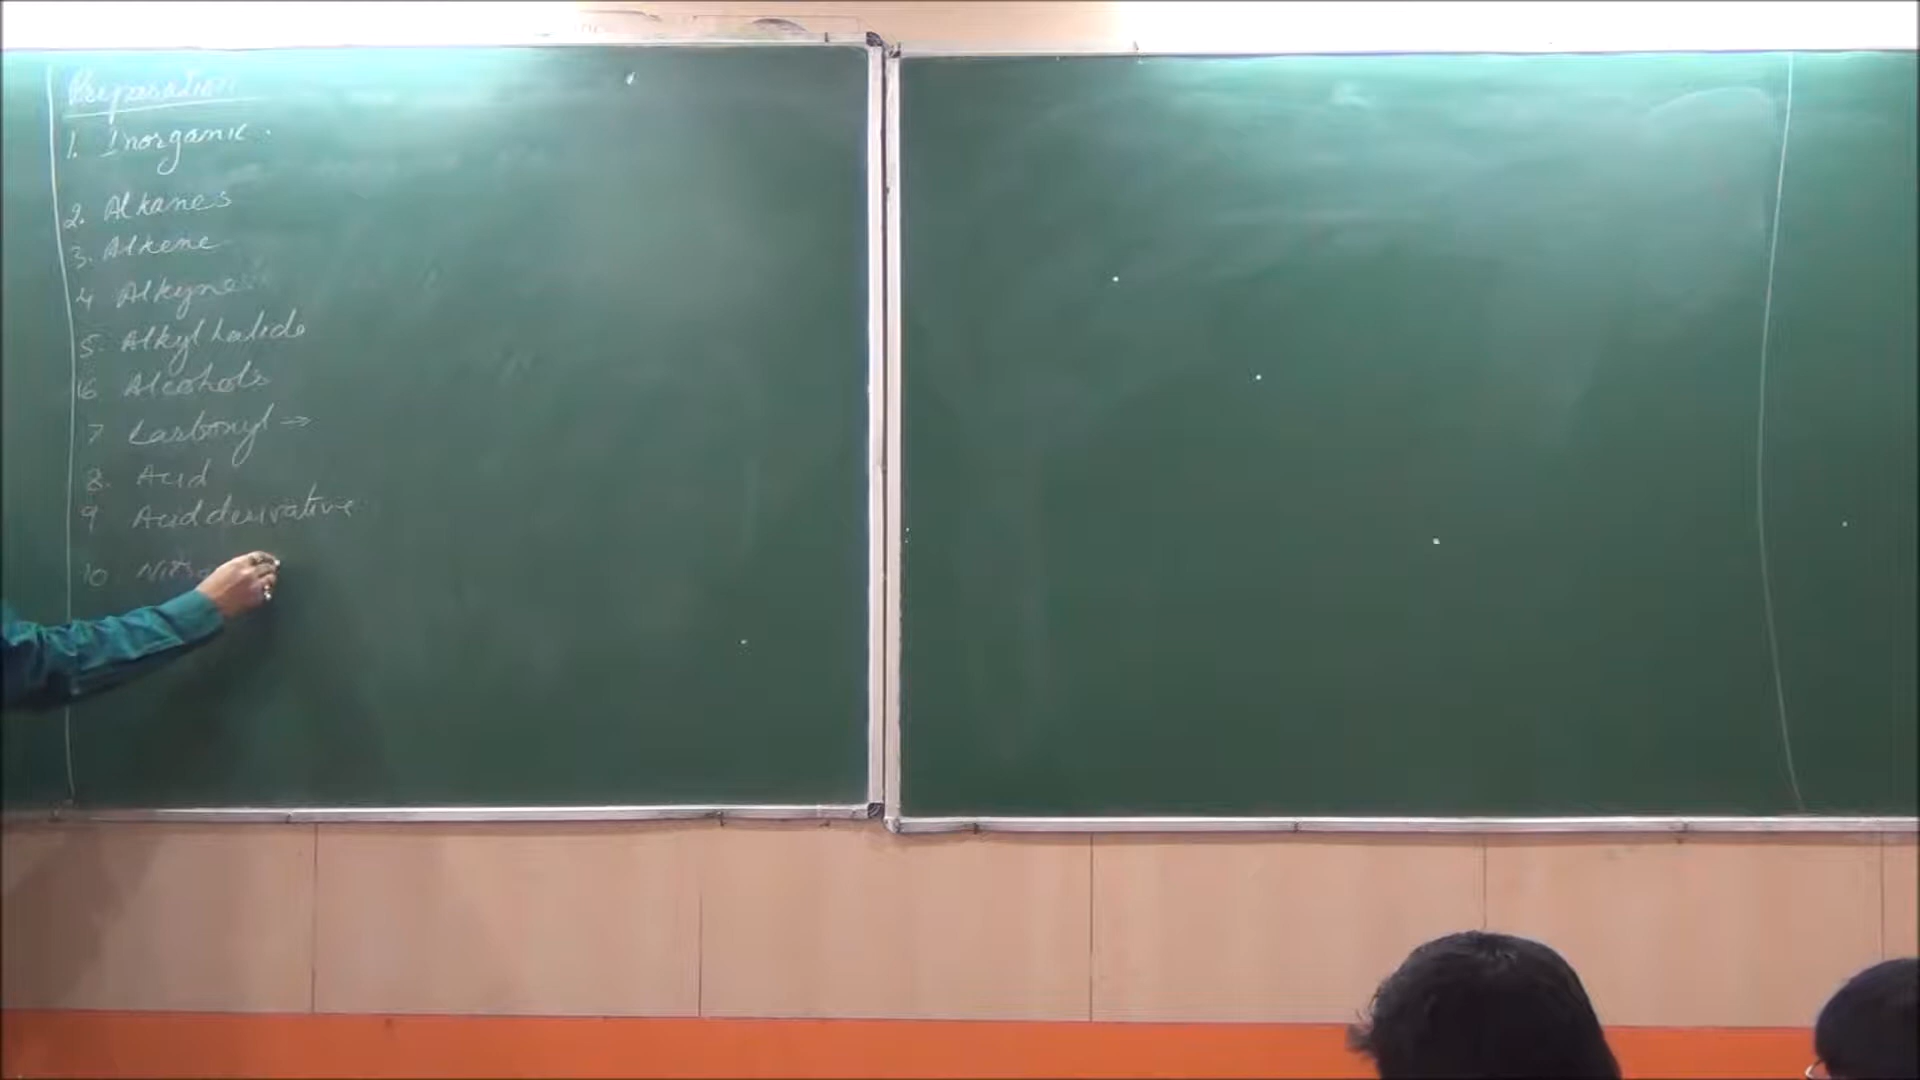 Preparation
1. Inorganic.
2. Alkanes
3. Alkene
4 Alkyne
5. Alkyl halide
6 Alcohols
7 Carbonyl →
8. Acid
9 Acid derivative
10 Nitro